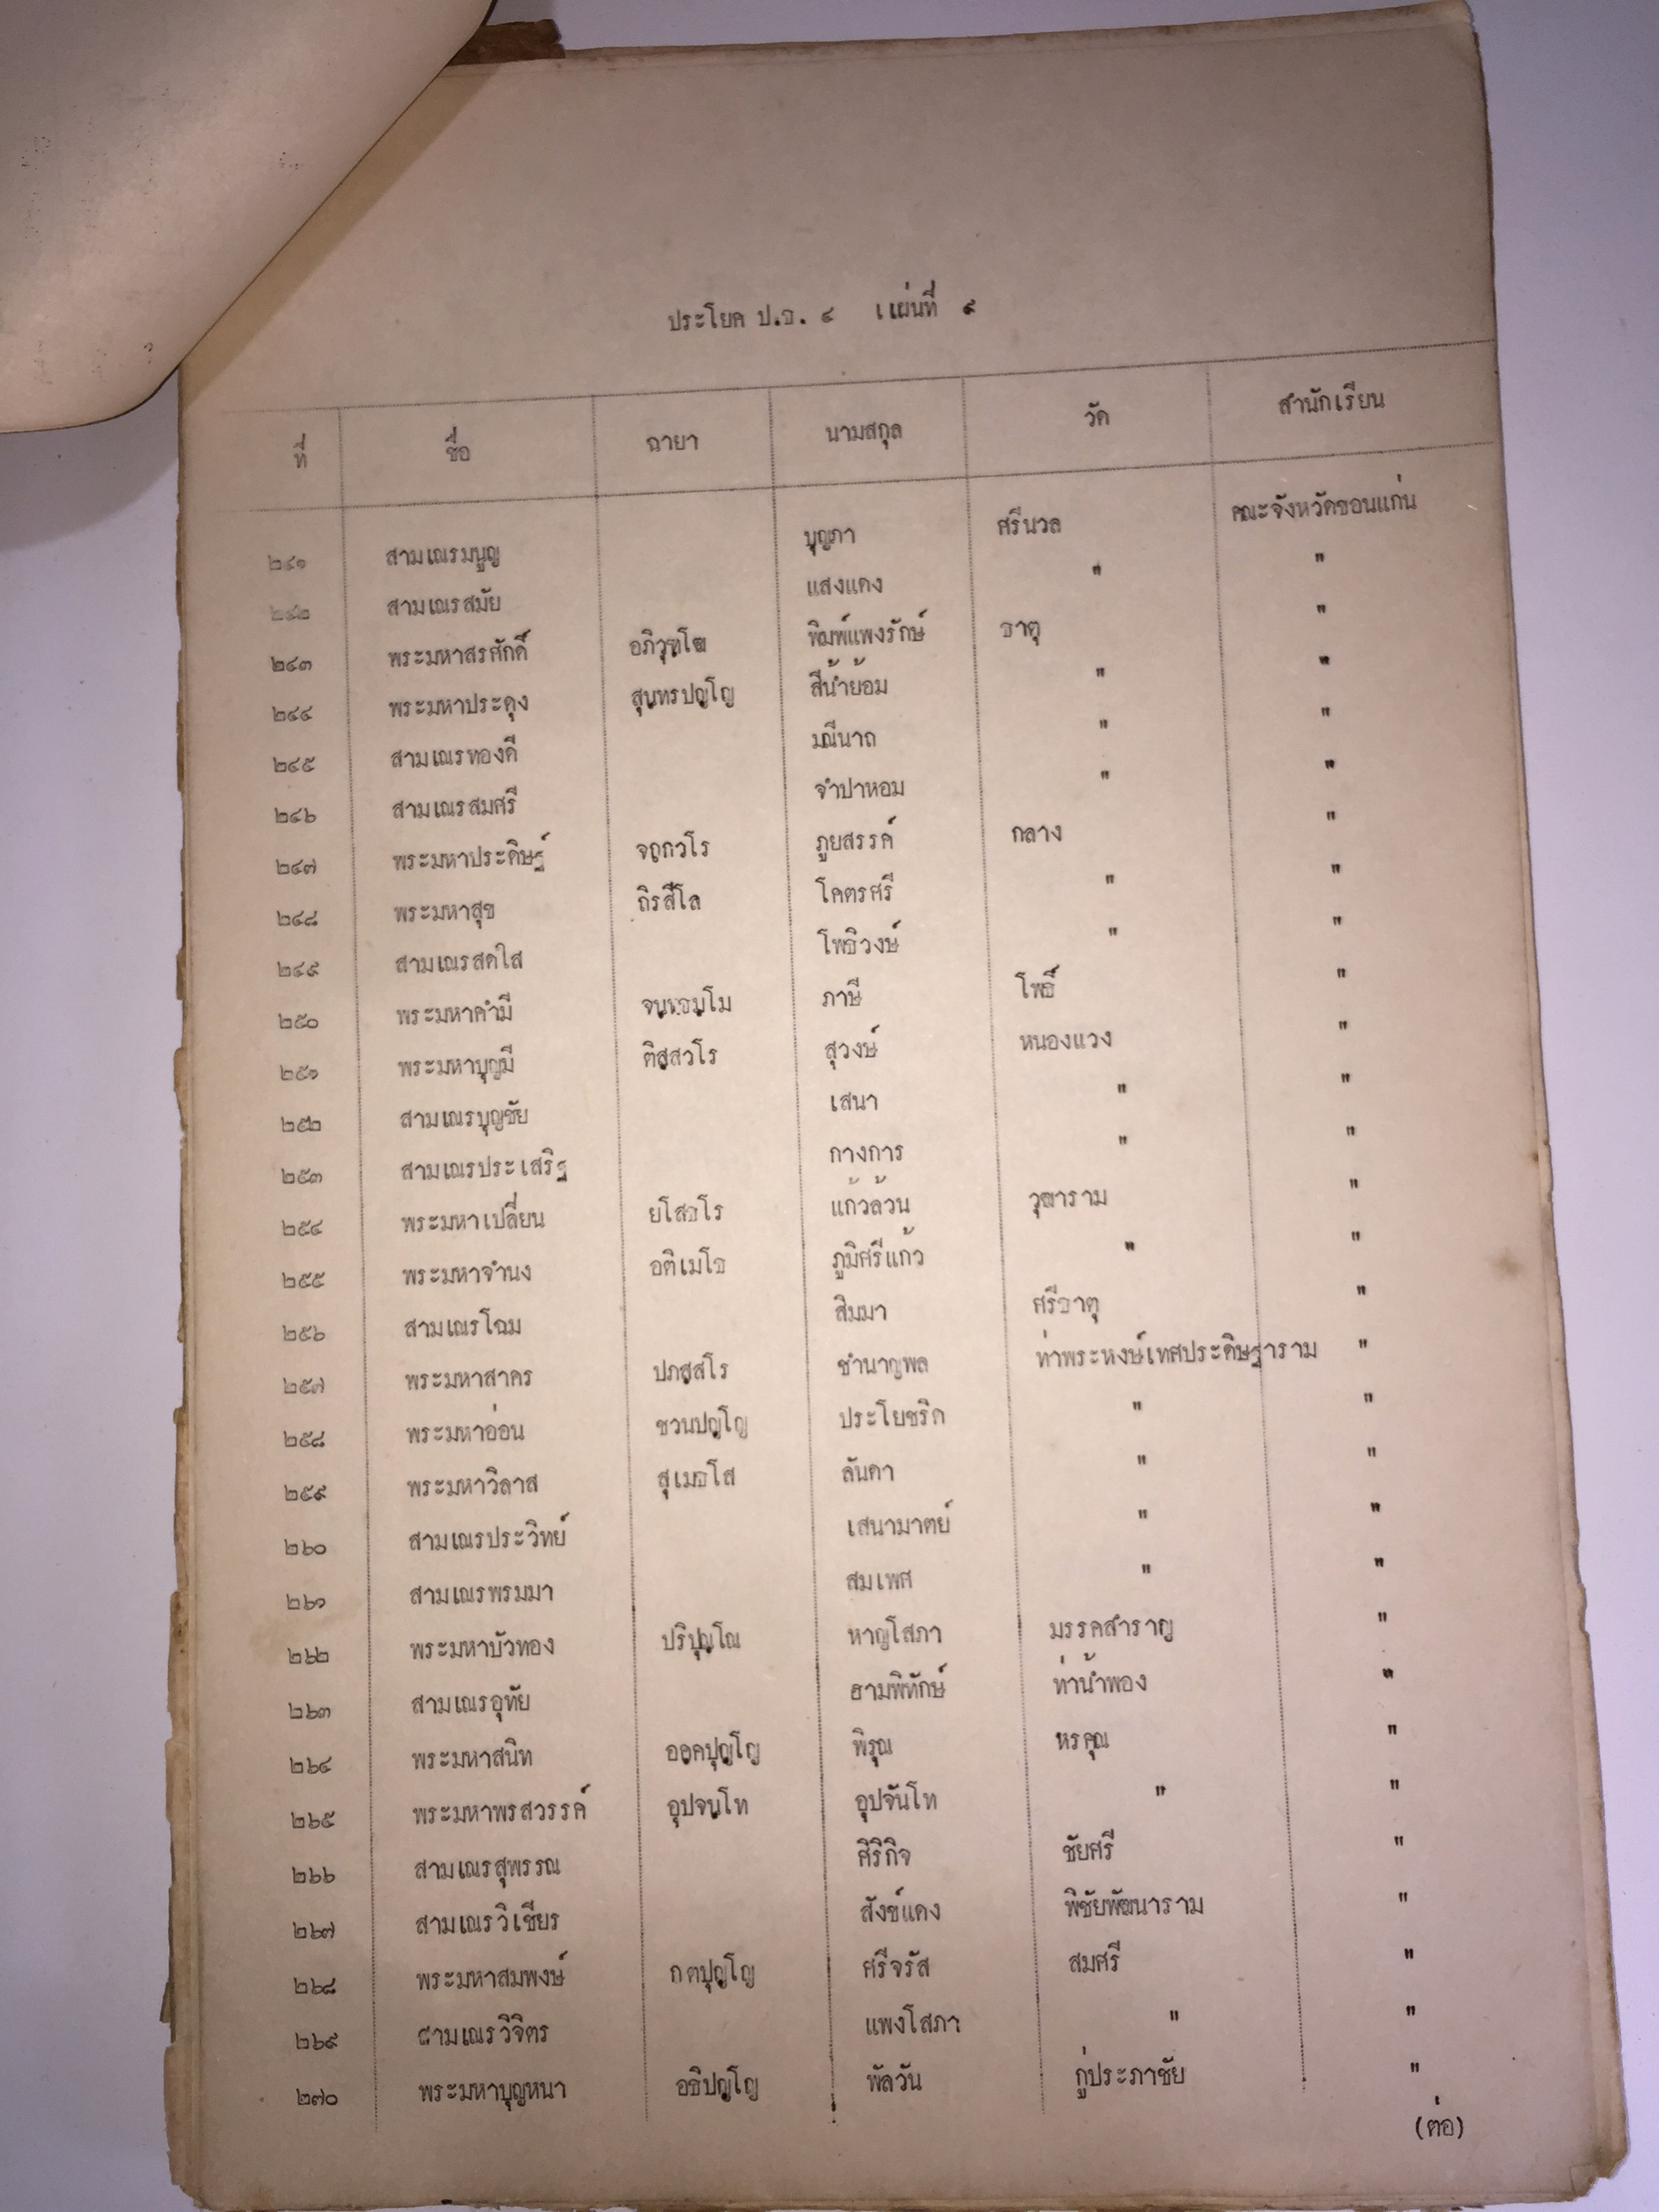 ประโยค ป.ธ. ๔ แผ่นที่ ๙
ที่ ชื่อ ฉายา นามสกุล วัด สำนักเรียน
๒๔๑ สามเณรมนูญ บุญภา ศรีนวล คณะจังหวัดขอนแก่น
๒๔๒ สามเณรสมัย แสงแดง " "
๒๔๓ พระมหาสรศักดิ์ อภิวุฑโฒ พิมพ์แพงรักษ์ ธาตุ "
๒๔๔ พระมหาประดุง สุนฺทรปญฺโญ สีน้ำย้อม " "
๒๔๕ สามเณรทองดี มณีนาถ " "
๒๔๖ สามเณรสมศรี จำปาหอม " "
๒๔๗ พระมหาประดิษฐ์ ภูยสรรค์ กลาง "
๒๔๘ พระมหาสุข ถิรสีโล โคตรศรี " "
๒๔๙ สามเณรสดใส โพธิวงษ์ " "
๒๕๐ พระมหาคำมี จนฺทธมฺโม ภาษี โพธิ์ "
๒๕๑ พระมหาบุญมี ติสฺสวโร สุวงษ์ หนองแวง "
๒๕๒ สามเณรบุญชัย เสนา " "
๒๕๓ สามเณรประเสริฐ กางการ " "
๒๕๔ พระมหาเปลี่ยน ยโสธโร แก้วล้วน วุฒาราม "
๒๕๕ พระมหาจำนง อติเมโธ ภูมิศรีแก้ว " "
๒๕๖ สามเณรโฉม สิมมา ศรีธาตุ "
๒๕๗ พระมหาสาคร ปภสฺสโร ชำนาญพล ท่าพระหงษ์เทศประดิษฐาราม "
๒๕๘ พระมหาอ่อน ชวนปญฺโญ ประโยชริด " "
๒๕๙ พระมหาวิลาส สุเมธโส ลันดา " "
๒๖๐ สามเณรประวิทย์ เสนามาตย์ " "
๒๖๑ สามเณรพรมมา สมเพศ " "
๒๖๒ พระมหาบัวทอง ปริปุณฺโณ หาญโสภา มรรคสำราญ "
๒๖๓ สามเณรอุทัย ฮามพิทักษ์ ท่าน้ำพอง "
๒๖๔ พระมหาสนิท พิรุณ หรคุณ "
๒๖๕ พระมหาพรสวรรค์ อุปจนฺโท อุปจันโท " "
๒๖๖ สามเณรสุพรรณ ศิริกิจ ชัยศรี "
๒๖๗ สามเณรวิเชียร สังข์แดง พิชัยพัฒนาราม "
๒๖๘ พระมหาสมพงษ์ กตปุญฺโญ ศรีจรัส สมศรี "
๒๖๙ สามเณรวิจิตร แพงโสภา " "
๒๗๐ พระมหาบุญหนา อธิปญฺโญ พัลวัน กู่ประภาชัย "
(ต่อ)